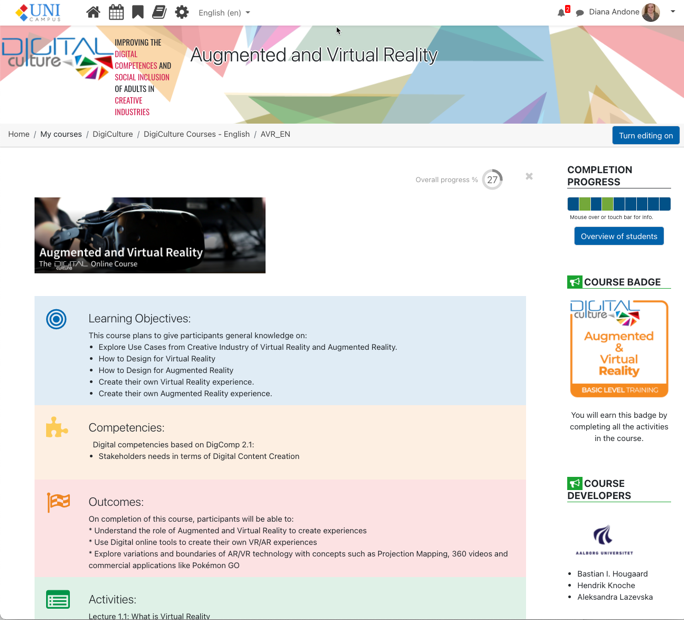 UNI
CAMPUS
English (en)
2
Diana Andone
DIGITAL
culture
IMPROVING THE
DIGITAL
COMPETENCES AND
SOCIAL INCLUSION
OF ADULTS IN
CREATIVE
INDUSTRIES
Augmented and Virtual Reality
Home / My courses / DigiCulture / DigiCulture Courses - English / AVR_EN
Turn editing on
Overall progress % 27
Augmented and Virtual Reality
The DIGITAL culture Online Course
Learning Objectives:
This course plans to give participants general knowledge on:
• Explore Use Cases from Creative Industry of Virtual Reality and Augmented Reality.
• How to Design for Virtual Reality
• How to Design for Augmented Reality
• Create their own Virtual Reality experience.
• Create their own Augmented Reality experience.
Competencies:
Digital competencies based on DigComp 2.1:
• Stakeholders needs in terms of Digital Content Creation
Outcomes:
On completion of this course, participants will be able to:
* Understand the role of Augmented and Virtual Reality to create experiences
* Use Digital online tools to create their own VR/AR experiences
* Explore variations and boundaries of AR/VR technology with concepts such as Projection Mapping, 360 videos and
commercial applications like Pokémon GO
Activities:
Lecture 1.1: What is Virtual Reality
COMPLETION
PROGRESS
Mouse over or touch bar for info.
Overview of students
COURSE BADGE
DIGITAL
culture
Augmented
&
Virtual
Reality
BASIC LEVEL TRAINING
You will earn this badge by
completing all the activities
in the course.
COURSE
DEVELOPERS
AALBORG UNIVERSITET
• Bastian I. Hougaard
• Hendrik Knoche
• Aleksandra Lazevska